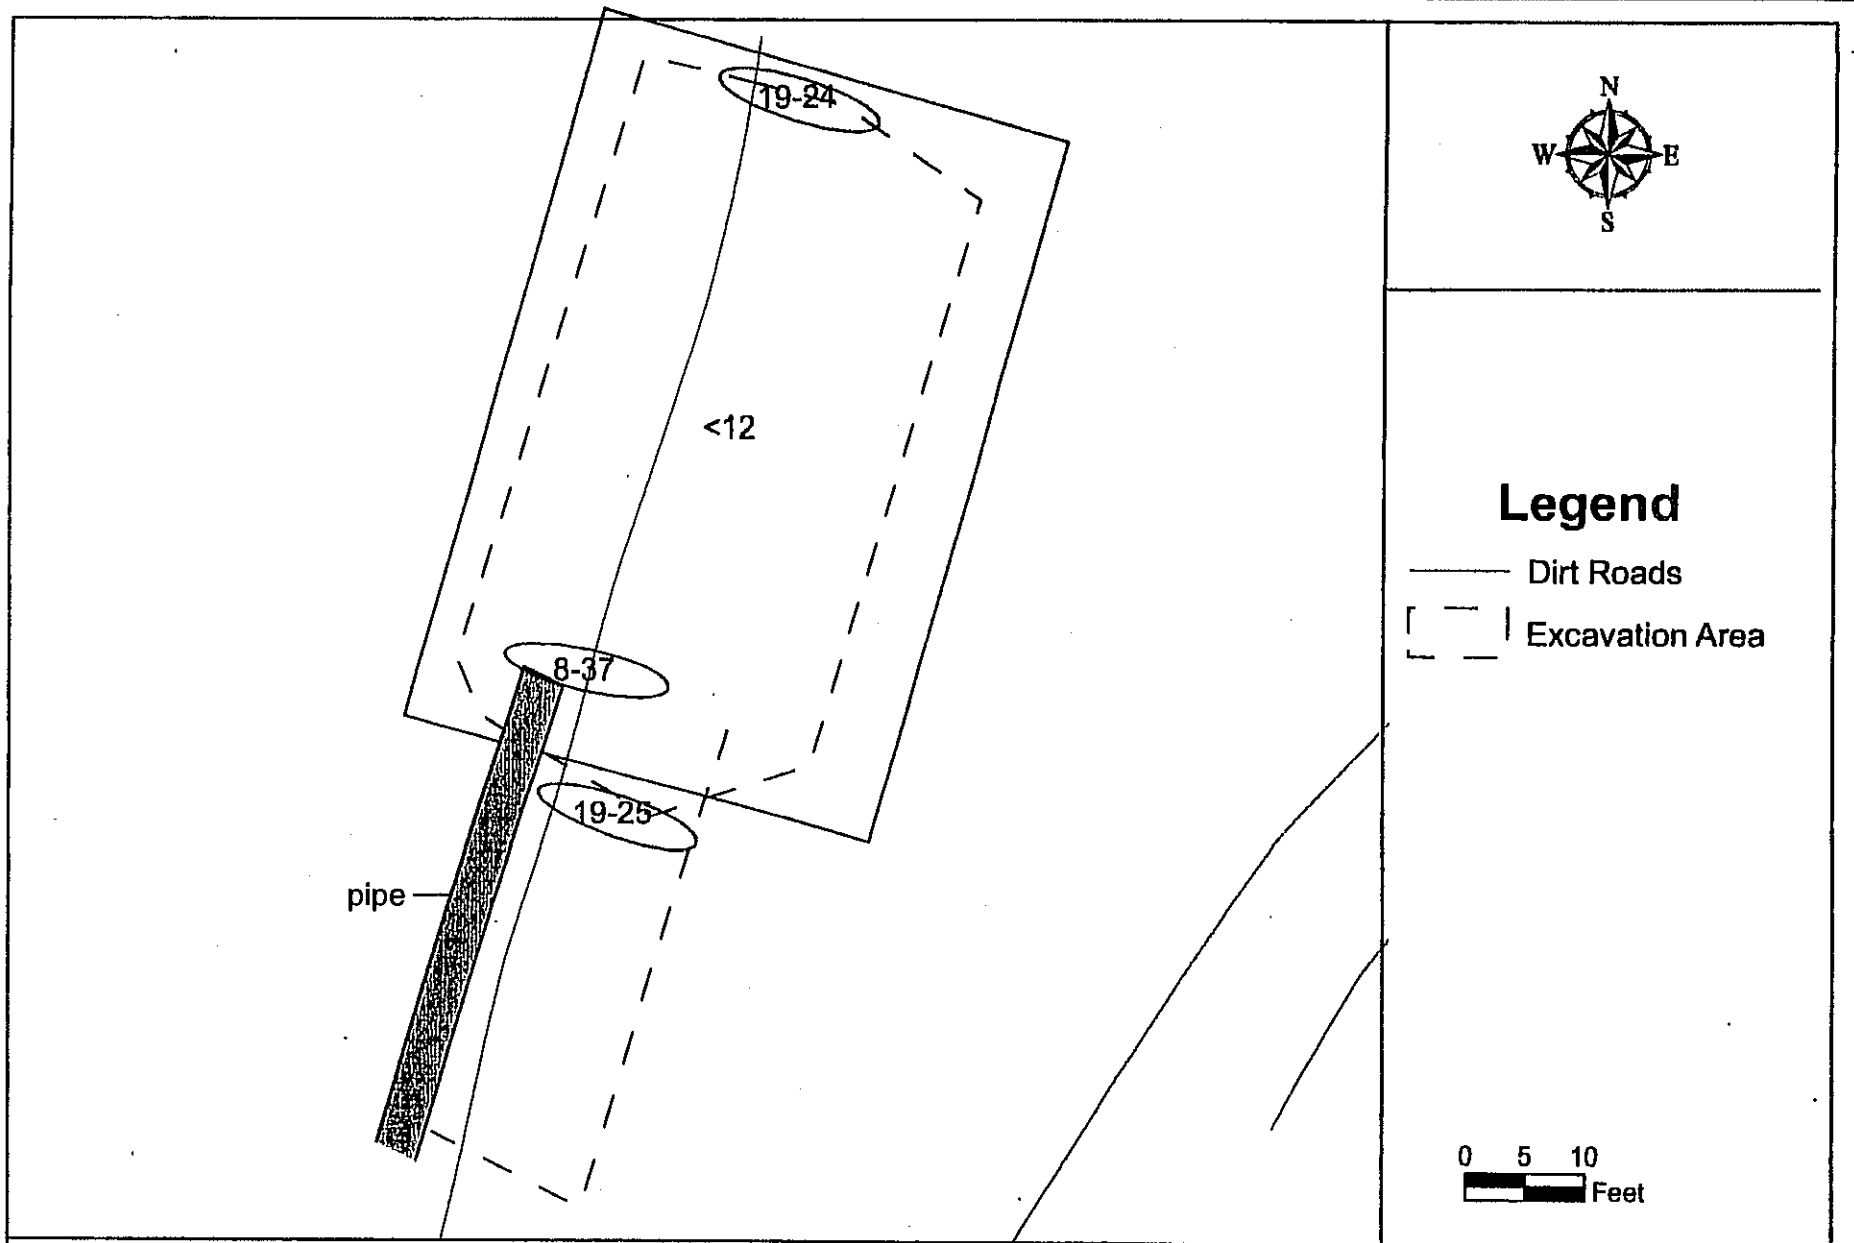 19-24
<12
8-37
19-25
pipe
N
W E
S
Legend
Dirt Roads
Excavation Area
0 5 10
Feet